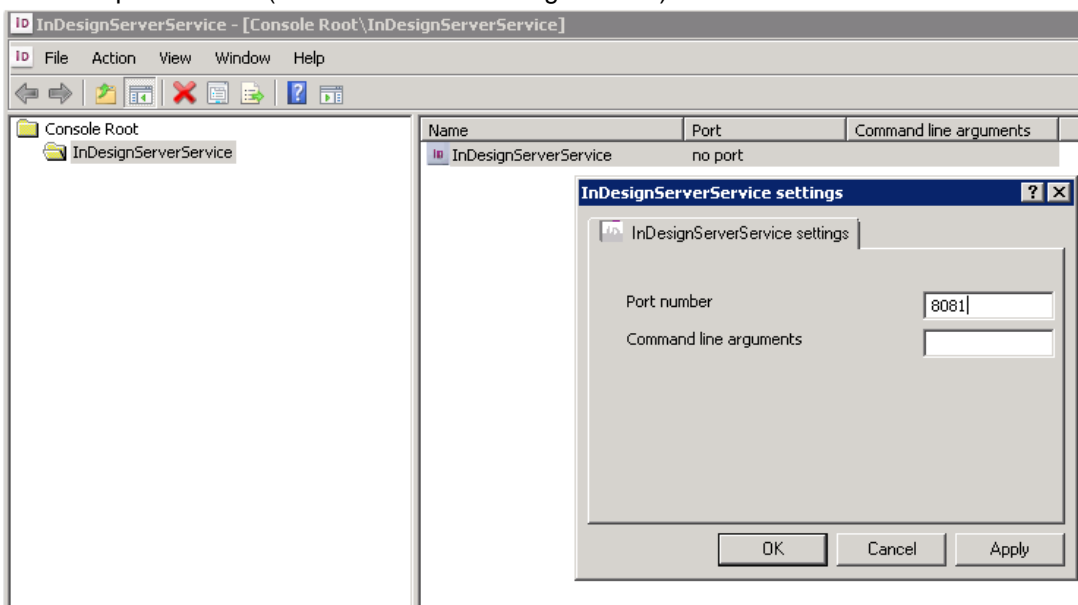 InDesignServerService - [Console Root\InDesignServerService]
File Action View Window Help
Console Root
InDesignServerService
Name Port Command line arguments
InDesignServerService no port
InDesignServerService settings
InDesignServerService settings
Port number 8081
Command line arguments
OK Cancel Apply